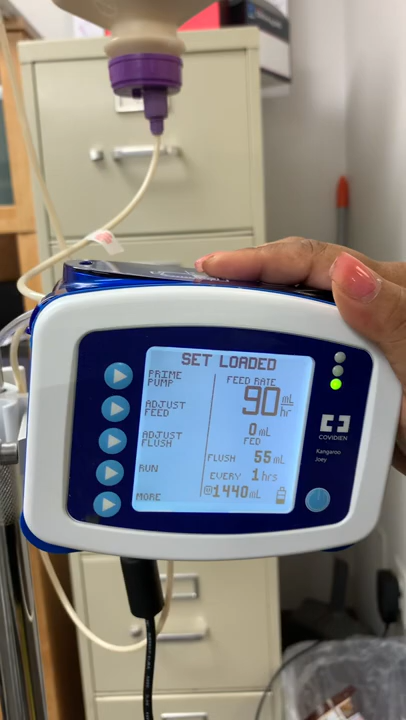 SET LOADED
PRIME PUMP
FEED RATE
90 mL/hr
ADJUST FEED
0 mL FED
ADJUST FLUSH
FLUSH 55 mL
RUN
EVERY 1 hrs
MORE
1440 mL
COVIDIEN
Kangaroo
Joey